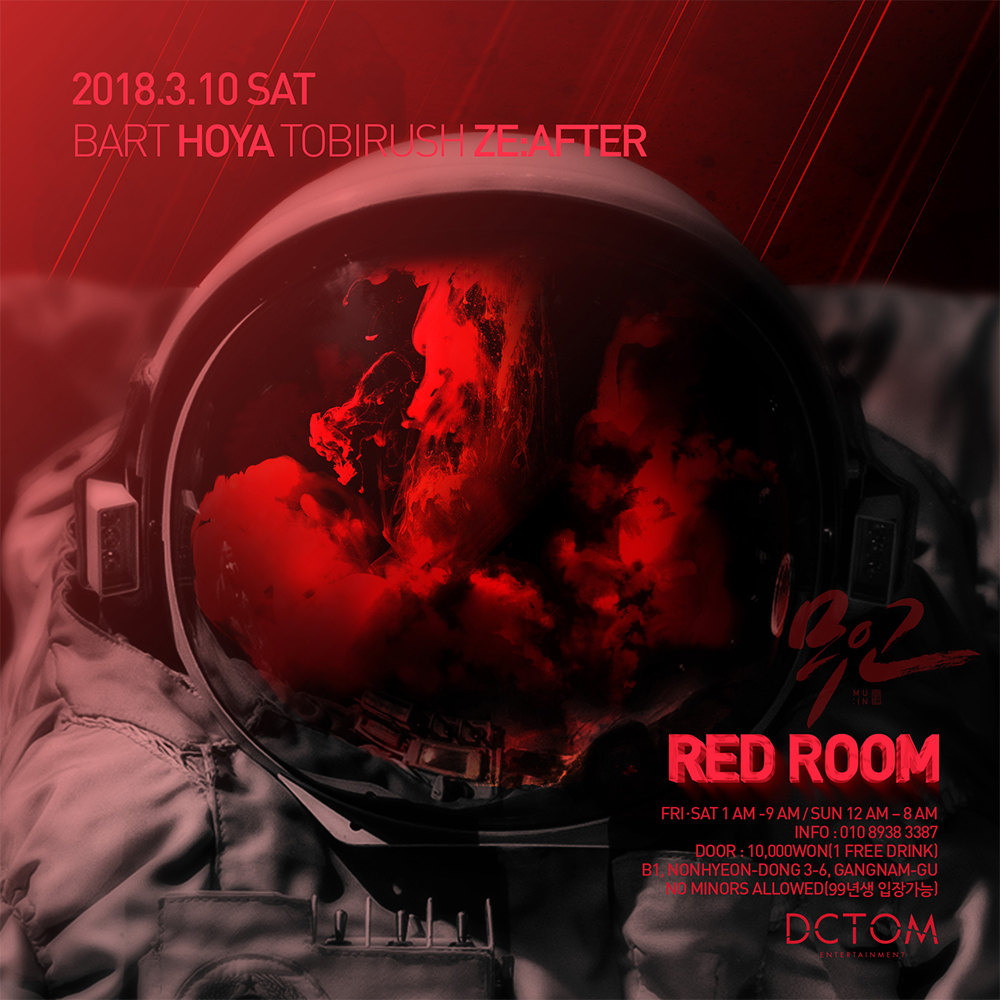 2018.3.10 SAT
BART HOYA TOBIRUSH ZE:AFTER
무인
MU
:IN
RED ROOM
FRI·SAT 1 AM -9 AM / SUN 12 AM – 8 AM
INFO : 010 8938 3387
DOOR : 10,000WON(1 FREE DRINK)
B1, NONHYEON-DONG 3-6, GANGNAM-GU
NO MINORS ALLOWED(99년생 입장가능)
DCTOM
ENTERTAINMENT